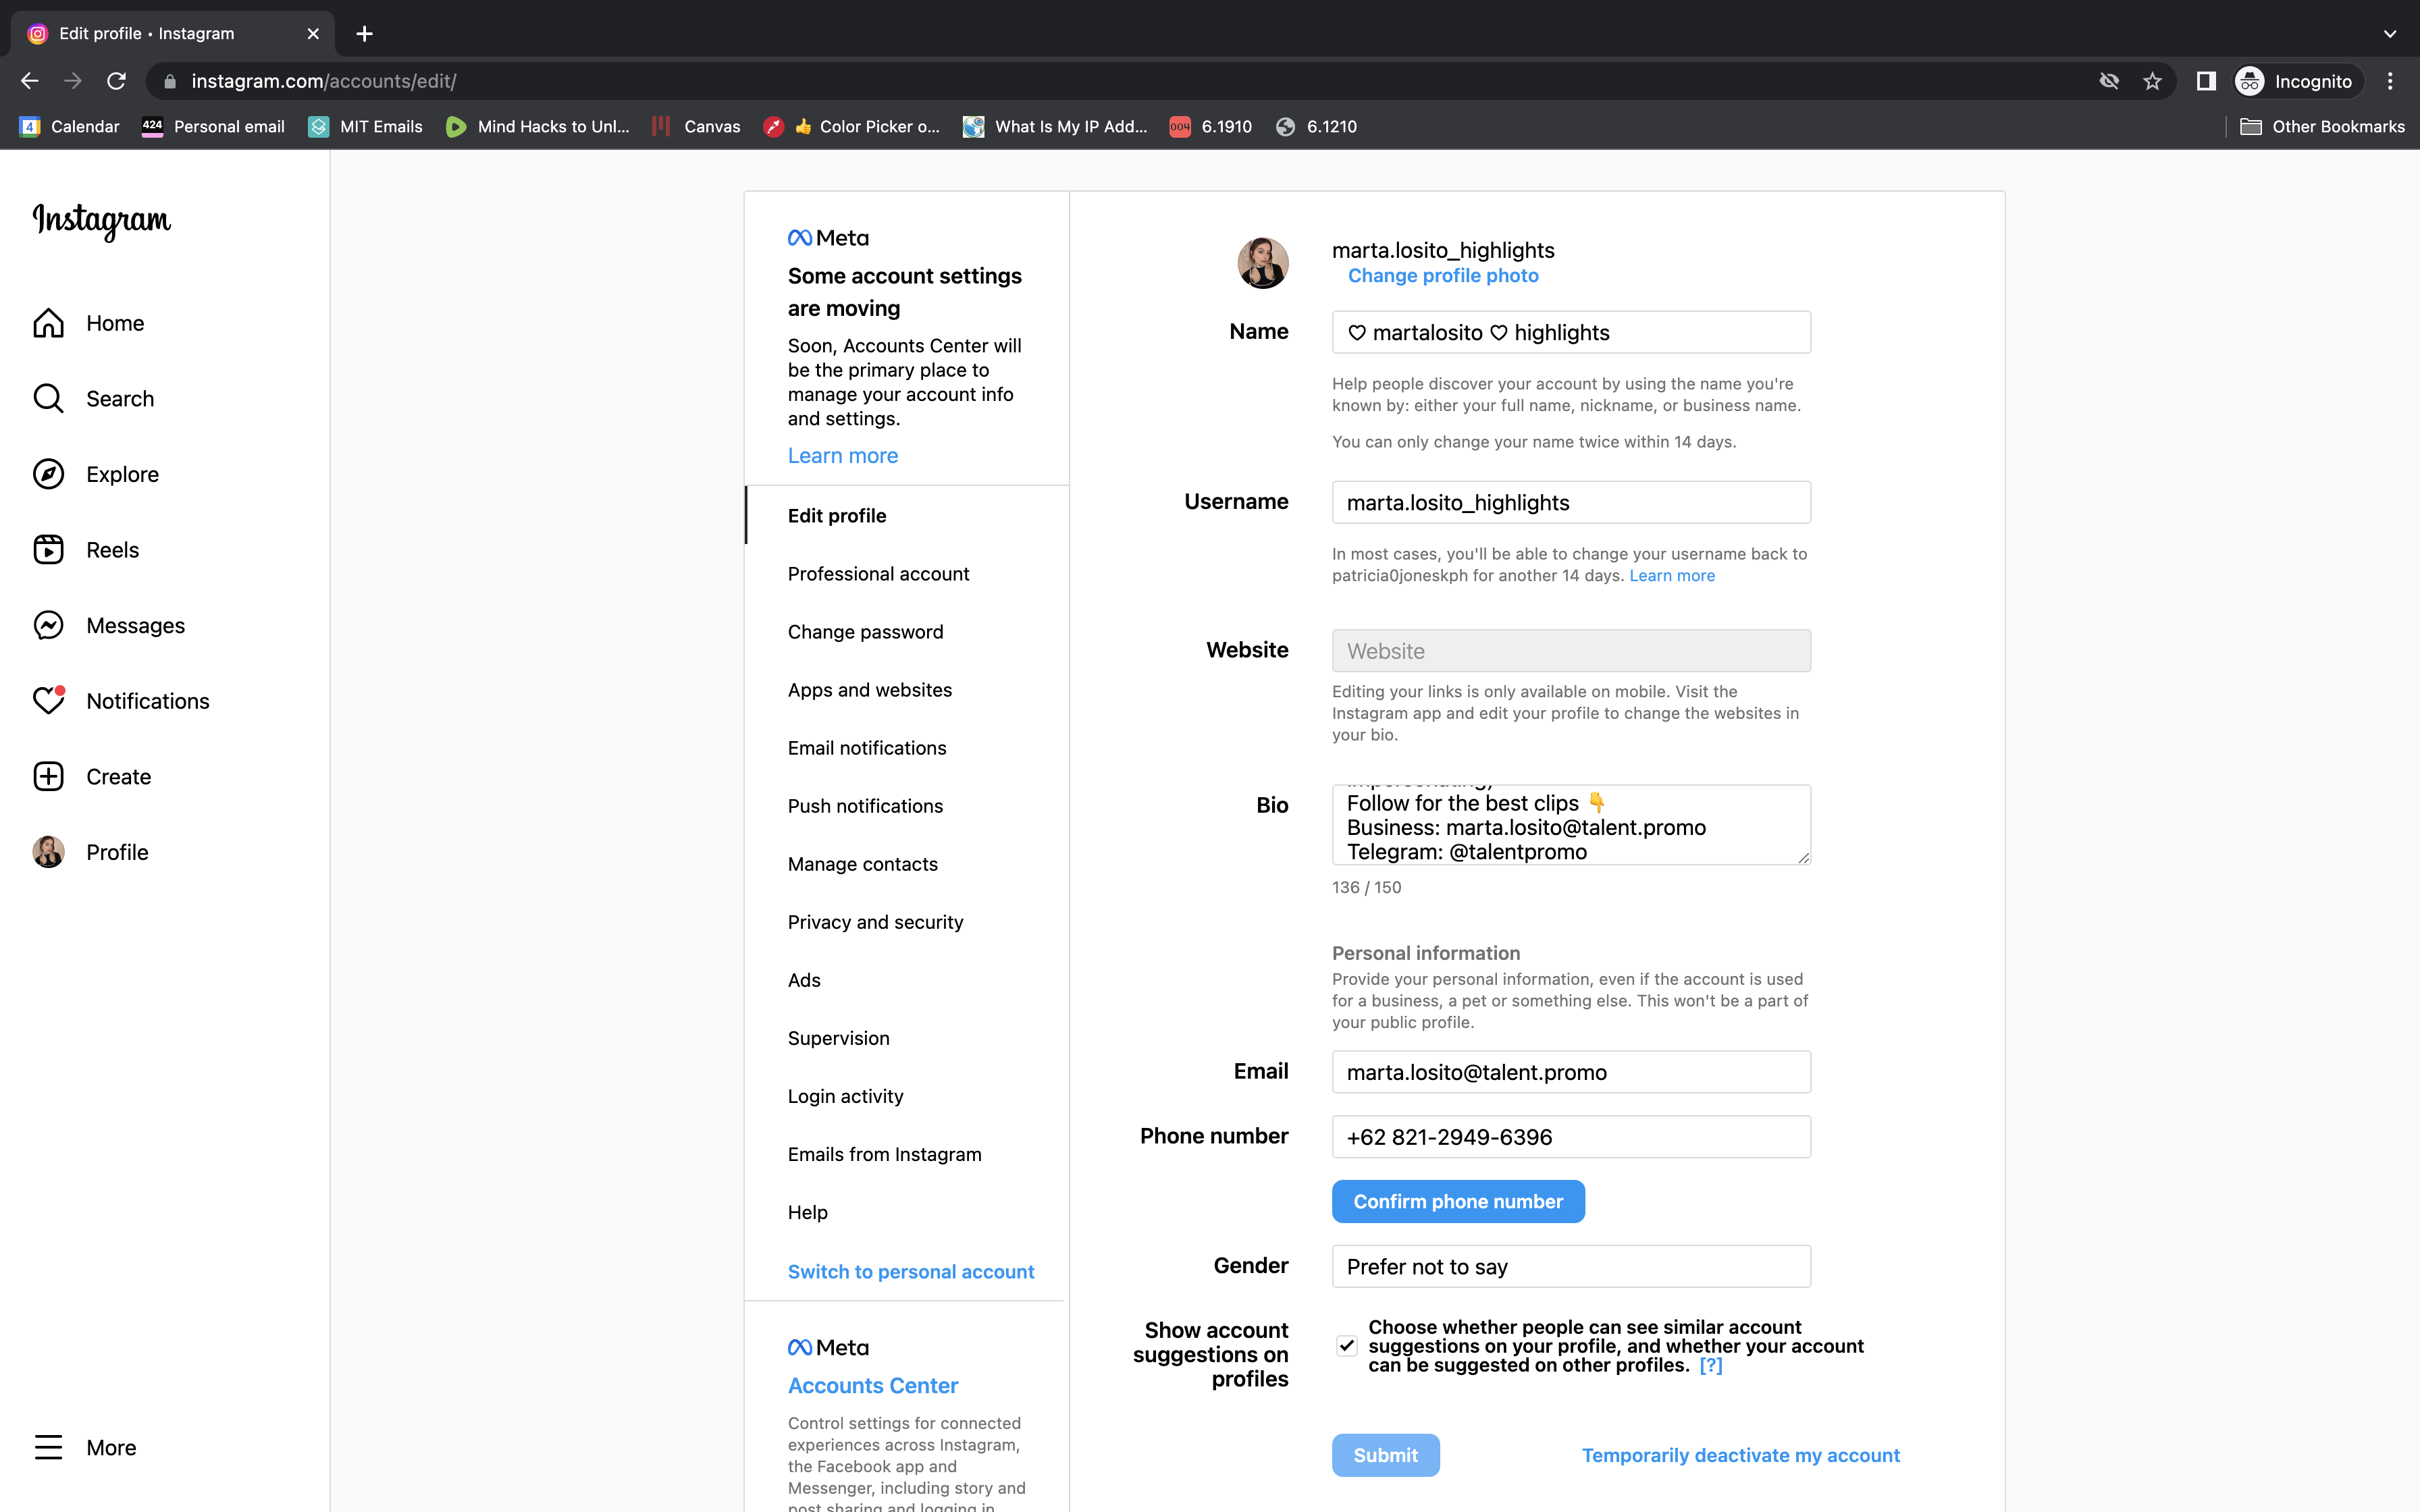 Edit profile • Instagram
instagram.com/accounts/edit/
Incognito
4 Calendar
424 Personal email
MIT Emails
Mind Hacks to Unl...
Canvas
👍 Color Picker o...
What Is My IP Add...
004 6.1910
6.1210
Other Bookmarks
Instagram
Home
Search
Explore
Reels
Messages
Notifications
Create
Profile
More
Meta
Some account settings
are moving
Soon, Accounts Center will
be the primary place to
manage your account info
and settings.
Learn more
Edit profile
Professional account
Change password
Apps and websites
Email notifications
Push notifications
Manage contacts
Privacy and security
Ads
Supervision
Login activity
Emails from Instagram
Help
Switch to personal account
Meta
Accounts Center
Control settings for connected
experiences across Instagram,
the Facebook app and
Messenger, including story and
post sharing and logging in.
marta.losito_highlights
Change profile photo
Name
♡ martalosito ♡ highlights
Help people discover your account by using the name you're
known by: either your full name, nickname, or business name.
You can only change your name twice within 14 days.
Username
marta.losito_highlights
In most cases, you'll be able to change your username back to
patricia0joneskph for another 14 days. Learn more
Website
Website
Editing your links is only available on mobile. Visit the
Instagram app and edit your profile to change the websites in
your bio.
Bio
impersonating)
Follow for the best clips 👇
Business: marta.losito@talent.promo
Telegram: @talentpromo
136 / 150
Personal information
Provide your personal information, even if the account is used
for a business, a pet or something else. This won't be a part of
your public profile.
Email
marta.losito@talent.promo
Phone number
+62 821-2949-6396
Confirm phone number
Gender
Prefer not to say
Show account
suggestions on
profiles
Choose whether people can see similar account
suggestions on your profile, and whether your account
can be suggested on other profiles. [?]
Submit
Temporarily deactivate my account